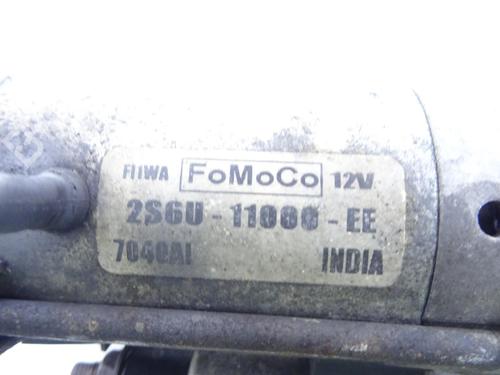 FIIWA FoMoCo 12V
2S6U - 11000 - EE
7040AI INDIA